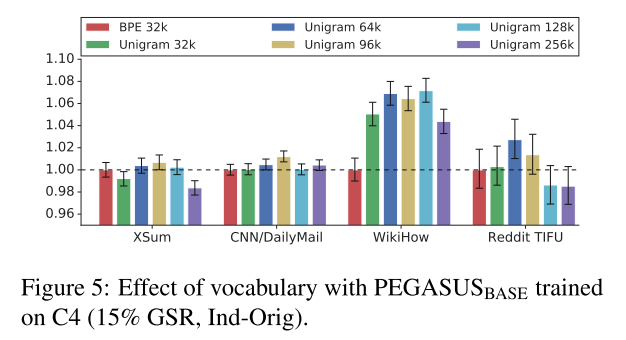 BPE 32k Unigram 64k Unigram 128k
Unigram 32k Unigram 96k Unigram 256k
1.10
1.08
1.06
1.04
1.02
1.00
0.98
0.96
XSum CNN/DailyMail WikiHow Reddit TIFU
Figure 5: Effect of vocabulary with PEGASUSBASE trained
on C4 (15% GSR, Ind-Orig).